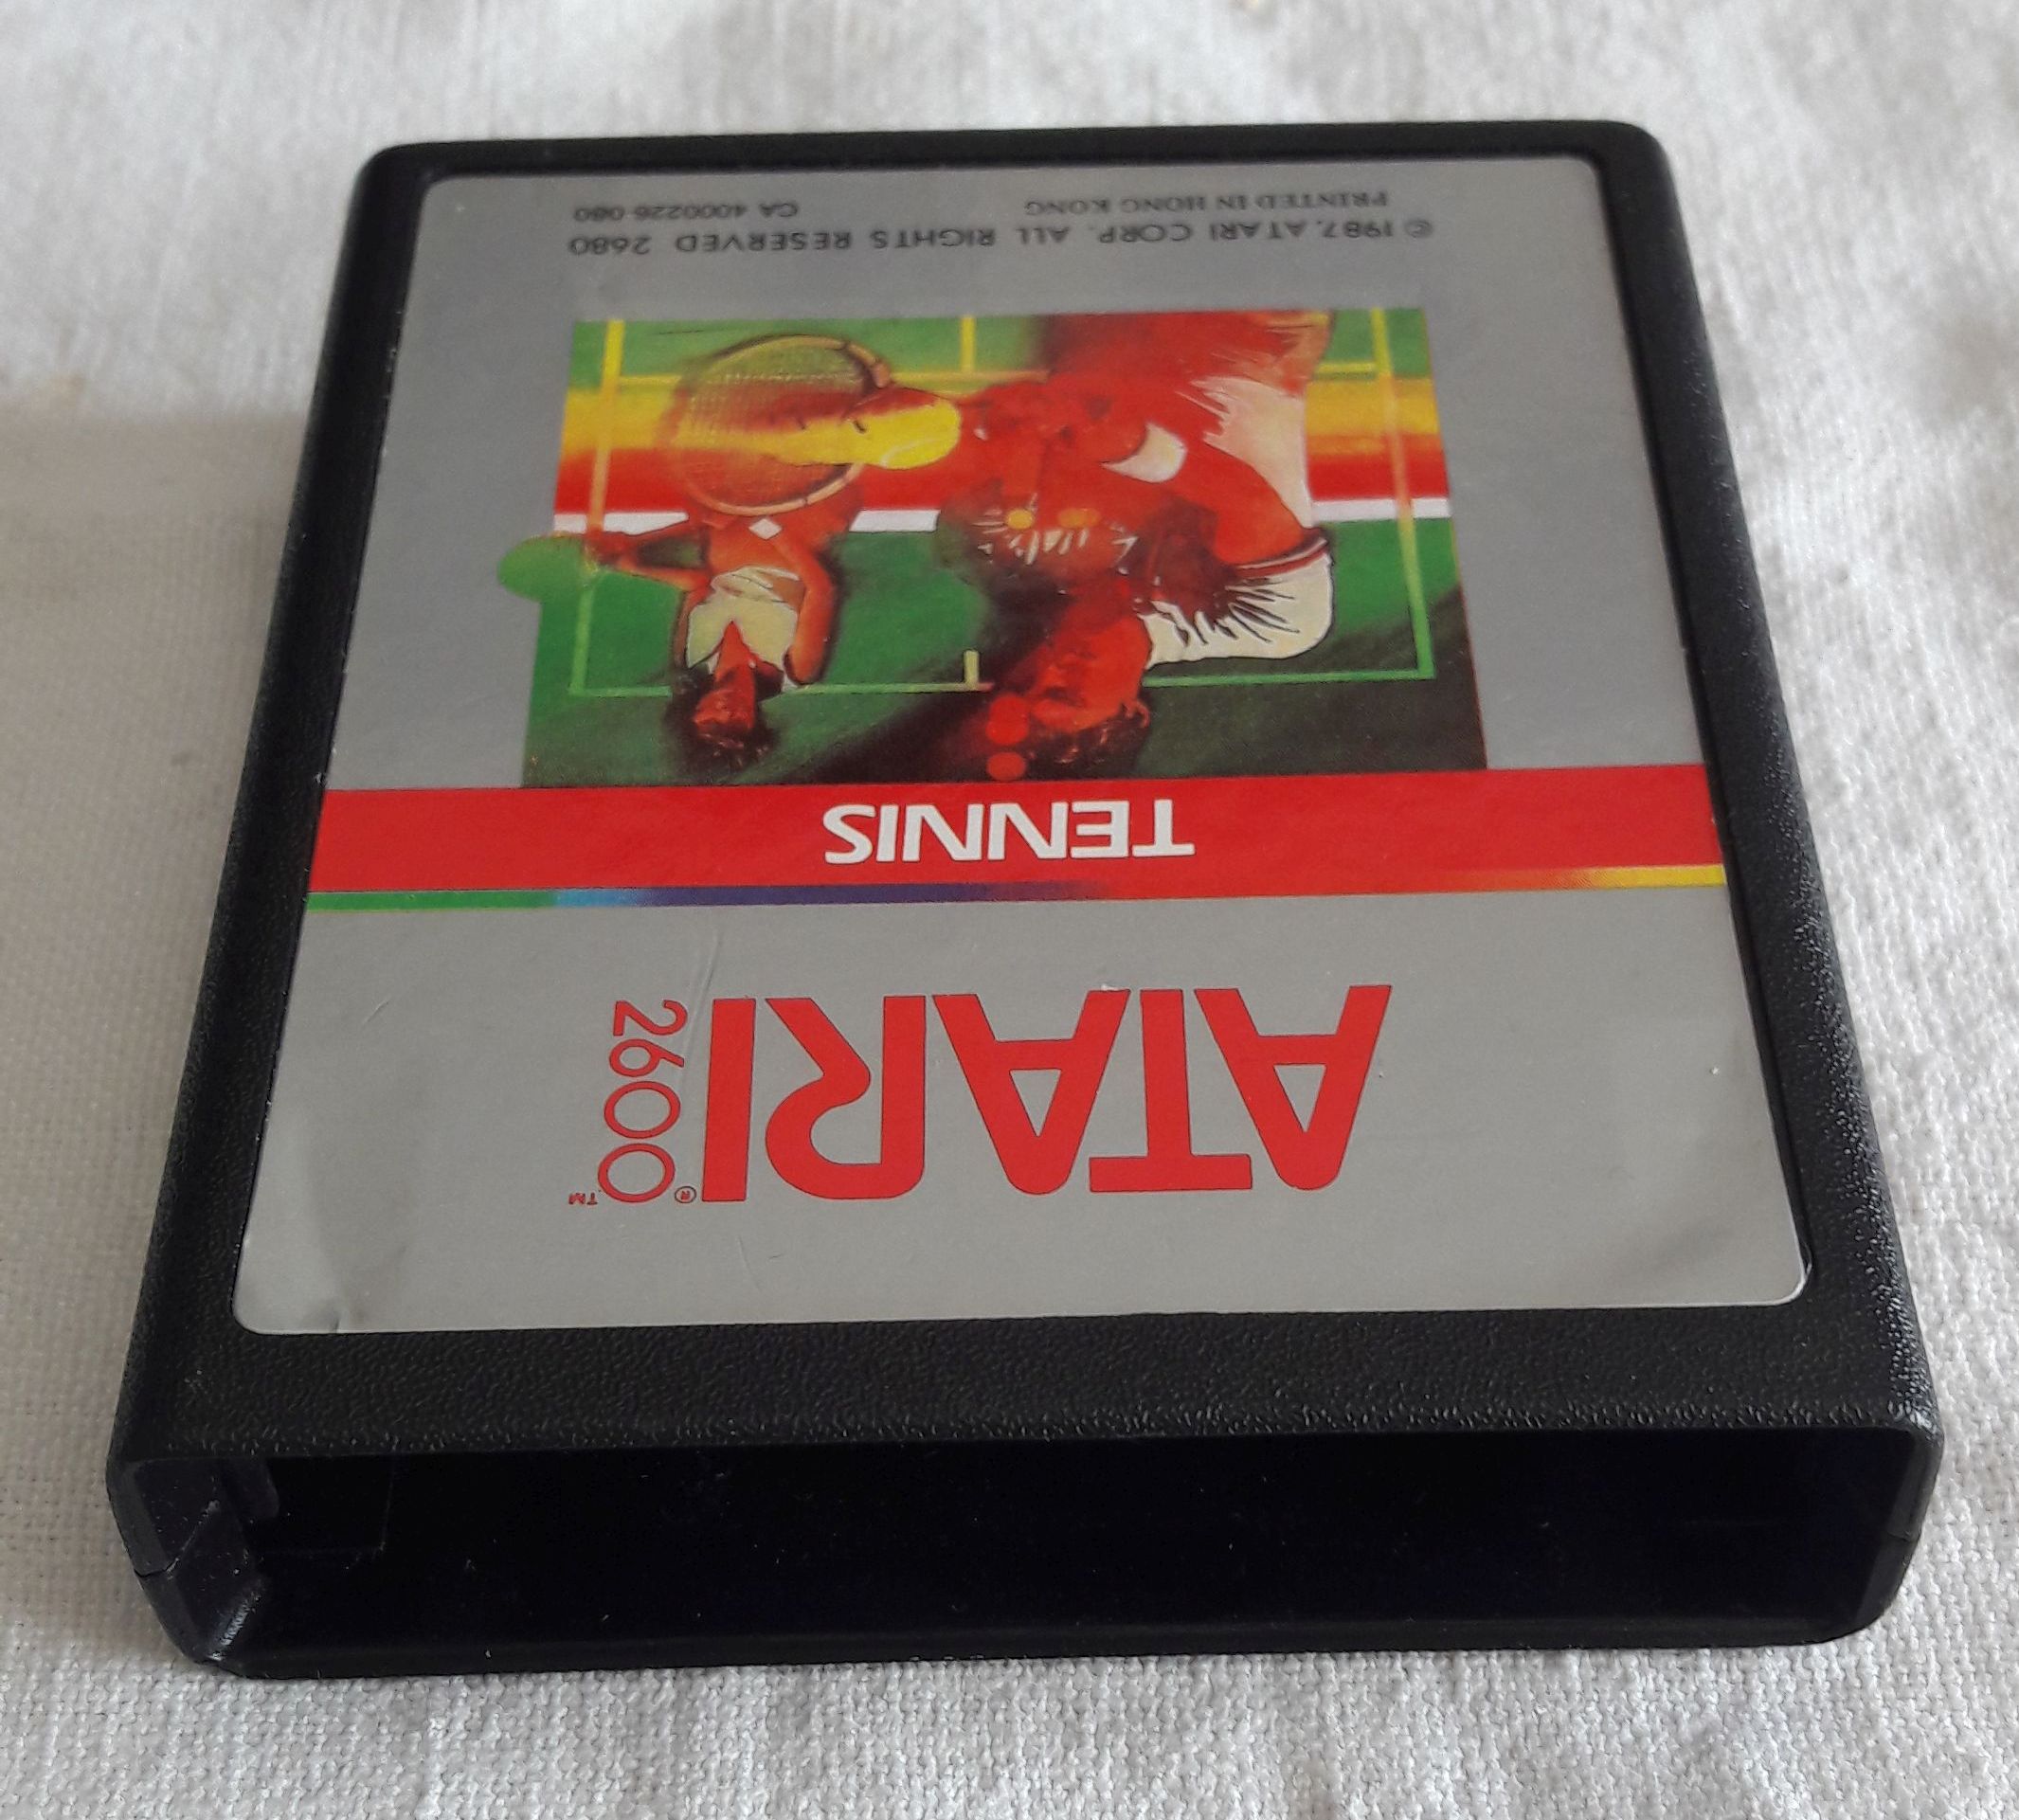 ATARI®
2600™
TENNIS
©1987, ATARI CORP. ALL RIGHTS RESERVED 2680
PRINTED IN HONG KONG CA 4000226-080